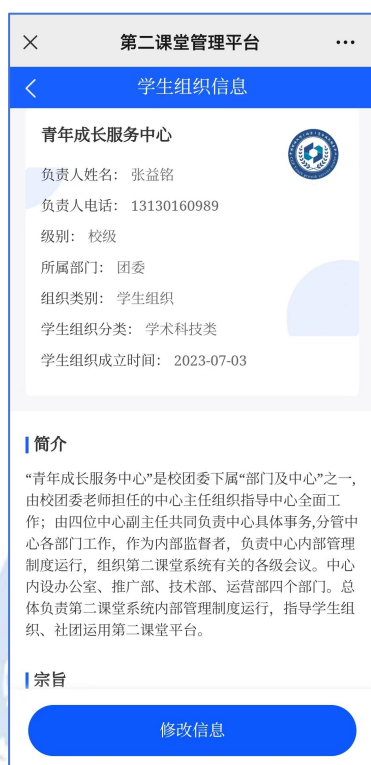 第二课堂管理平台
学生组织信息
青年成长服务中心
负责人姓名： 张益铭
负责人电话： 13130160989
级别： 校级
所属部门： 团委
组织类别： 学生组织
学生组织分类： 学术科技类
学生组织成立时间： 2023-07-03
简介
“青年成长服务中心”是校团委下属“部门及中心”之一,
由校团委老师担任的中心主任组织指导中心全面工
作；由四位中心副主任共同负责中心具体事务,分管中
心各部门工作，作为内部监督者，负责中心内部管理
制度运行，组织第二课堂系统有关的各级会议。中心
内设办公室、推广部、技术部、运营部四个部门。总
体负责第二课堂系统内部管理制度运行，指导学生组
织、社团运用第二课堂平台。
宗旨
修改信息